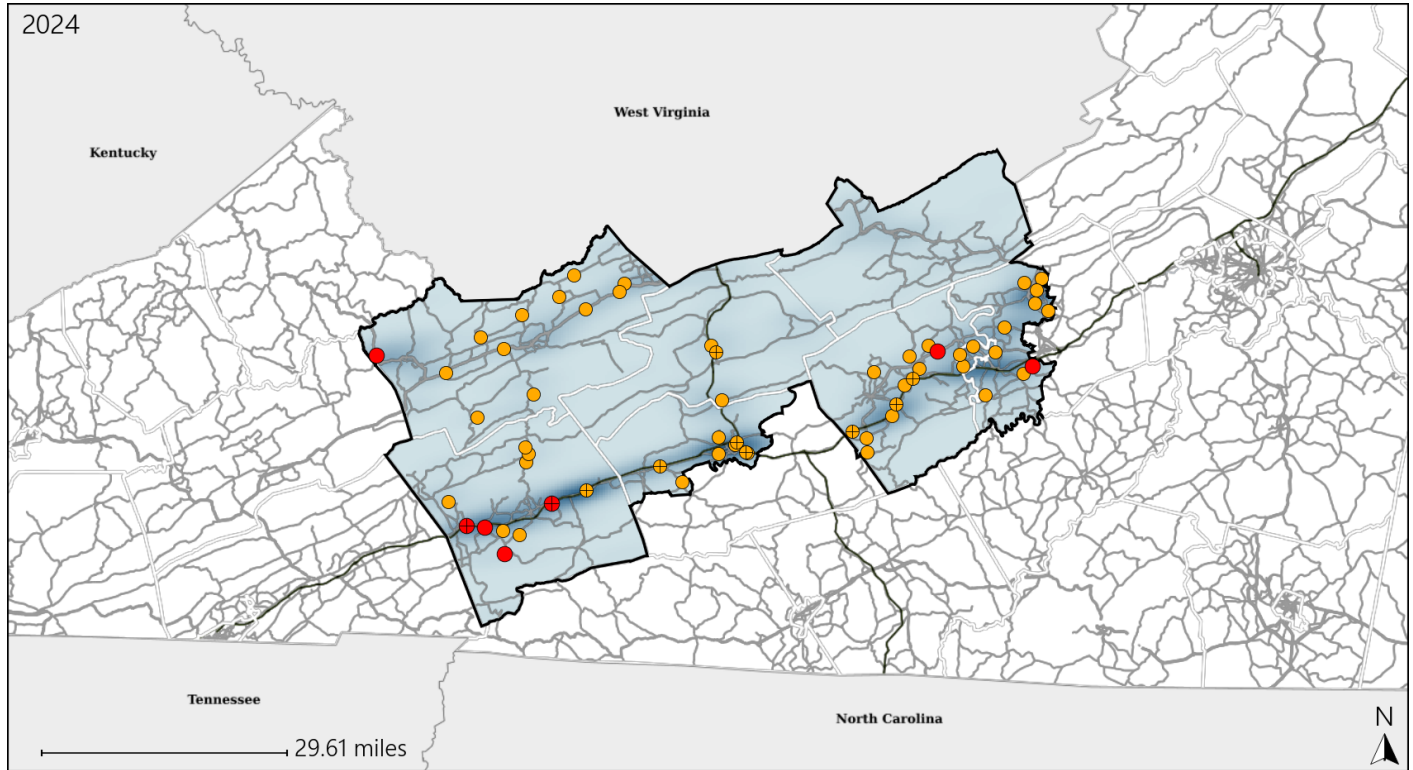 2024
West Virginia
Kentucky
Tennessee
North Carolina
N
29.61 miles